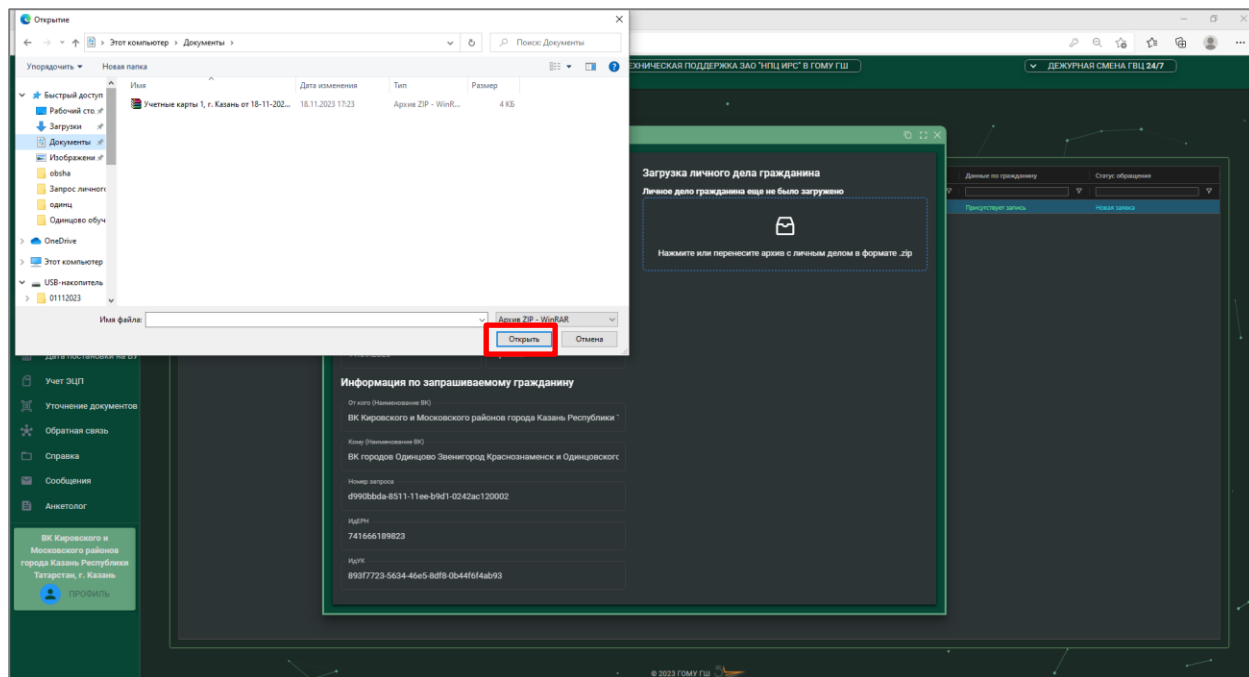 Открытие
Этот компьютер › Документы ›
Поиск: Документы
Упорядочить
Новая папка
Имя
Дата изменения
Тип
Размер
Учетные карты 1, г. Казань от 18-11-202...
18.11.2023 17:23
Архив ZIP - WinR...
4 КБ
Быстрый доступ
Рабочий сто
Загрузки
Документы
Изображени
obsha
Запрос личного
одинц
Одинцово обуч
OneDrive
Этот компьютер
USB-накопитель
01112023
Имя файла:
Архив ZIP - WinRAR
Открыть
Отмена
ЕХНИЧЕСКАЯ ПОДДЕРЖКА ЗАО "НПЦ ИРС" В ГОМУ ГШ
ДЕЖУРНАЯ СМЕНА ГВЦ 24/7
Загрузка личного дела гражданина
Личное дело гражданина еще не было загружено
Нажмите или перенесите архив с личным делом в формате .zip
Данные по гражданину
Статус обращения
Присутствует запись
Новая заявка
Дата постановки на ВУ
Учет ЭЦП
Уточнение документов
Обратная связь
Справка
Сообщения
Анкетолог
ВК Кировского и
Московского районов
города Казань Республики
Татарстан, г. Казань
ПРОФИЛЬ
Информация по запрашиваемому гражданину
От кого (Наименование ВК)
ВК Кировского и Московского районов города Казань Республики
Кому (Наименование ВК)
ВК городов Одинцово Звенигород Краснознаменск и Одинцовског
Номер запроса
d990bbda-8511-11ee-b9d1-0242ac120002
ИдЕРН
741666189823
ИдУК
893f7723-5634-46e5-8df8-0b44f6f4ab93
© 2023 ГОМУ ГШ